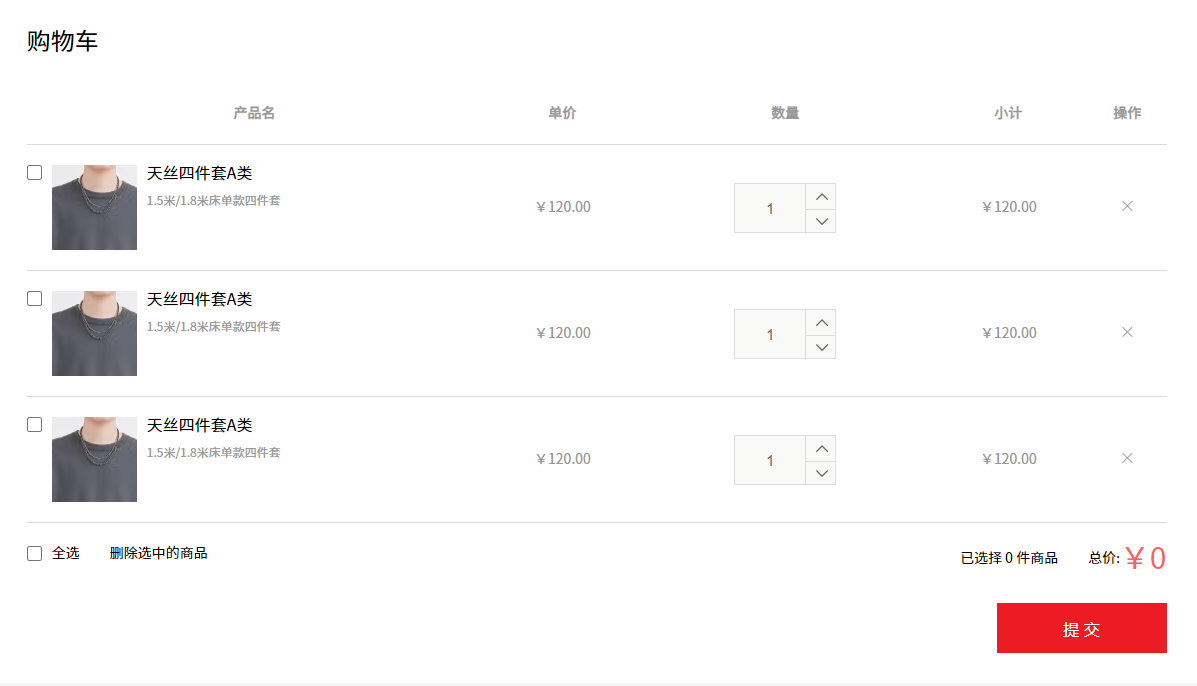 购物车
产品名 单价 数量 小计 操作
天丝四件套A类
1.5米/1.8米床单款四件套
￥120.00 1 ￥120.00 ×
天丝四件套A类
1.5米/1.8米床单款四件套
￥120.00 1 ￥120.00 ×
天丝四件套A类
1.5米/1.8米床单款四件套
￥120.00 1 ￥120.00 ×
全选 删除选中的商品 已选择 0 件商品 总价: ￥0
提 交